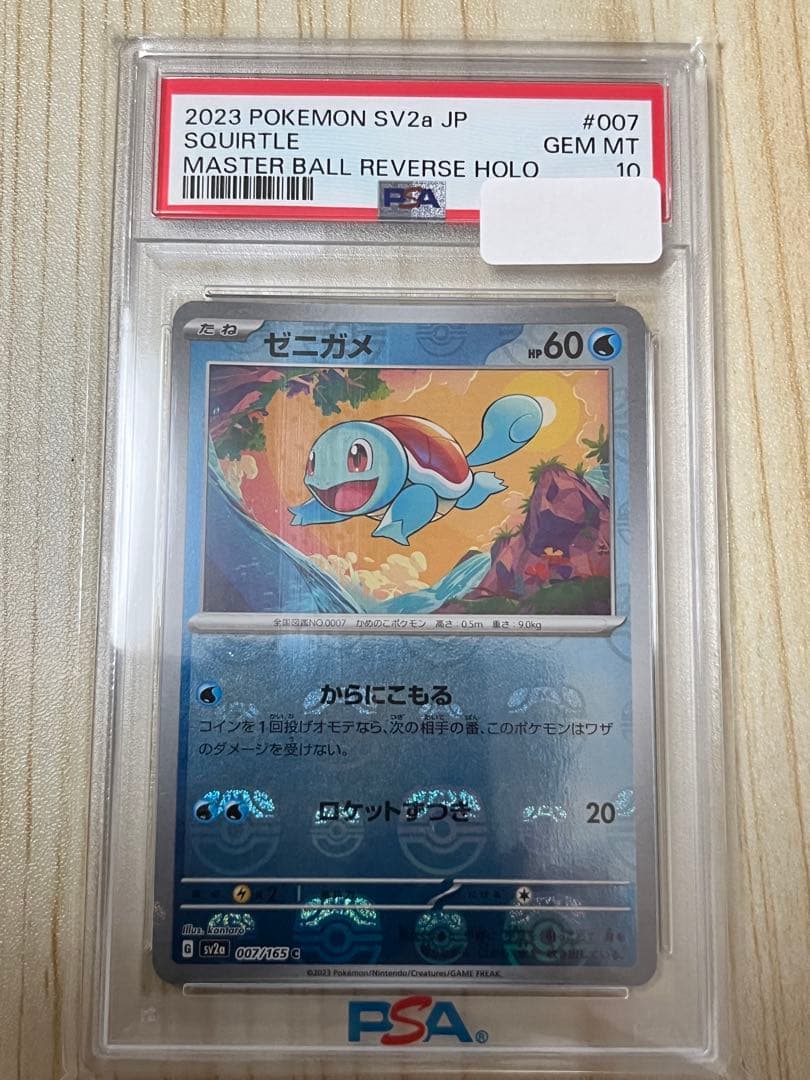 2023 POKEMON SV2a JP #007
SQUIRTLE GEM MT
MASTER BALL REVERSE HOLO 10
PSA
たね ゼニガメ HP60
全国図鑑NO.0007 かめのこポケモン 高さ:0.5m 重さ:9.0kg
からにこもる
コインを1回投げオモテなら、次の相手の番、このポケモンはワザ
のダメージを受けない。
ロケットずつき 20
Illus. kantaro
G sv2a 007/165 C
©2023 Pokémon/Nintendo/Creatures/GAME FREAK.
PSA®